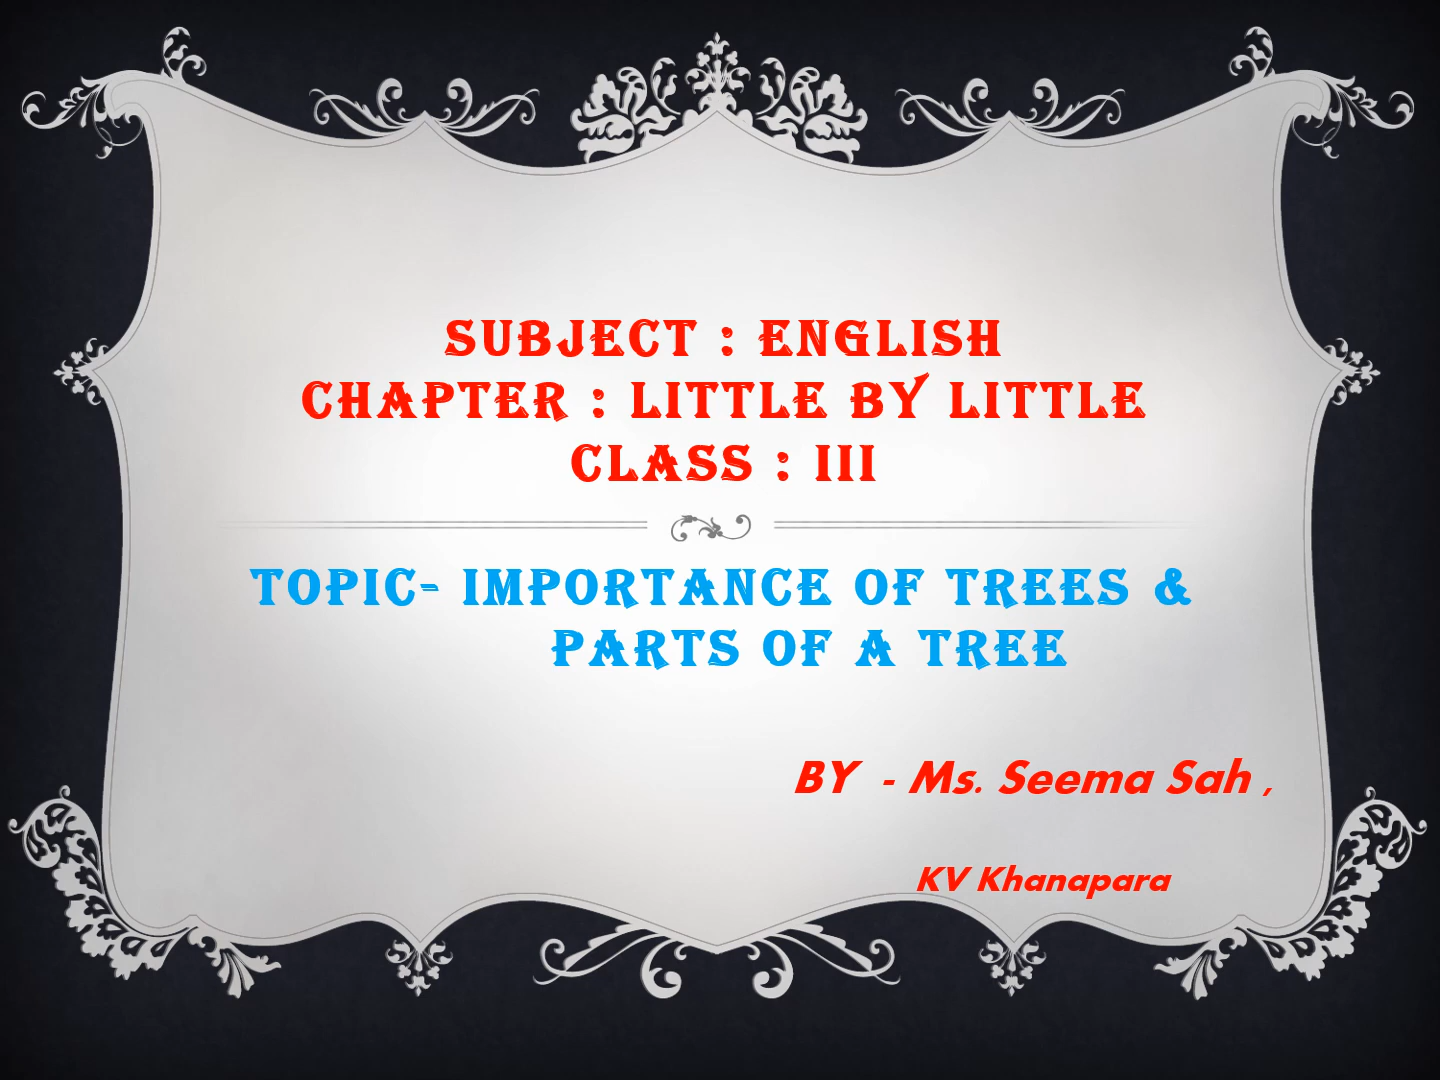 SUBJECT : ENGLISH
CHAPTER : LITTLE BY LITTLE
CLASS : III
TOPIC- IMPORTANCE OF TREES &
PARTS OF A TREE
BY - Ms. Seema Sah ,
KV Khanapara